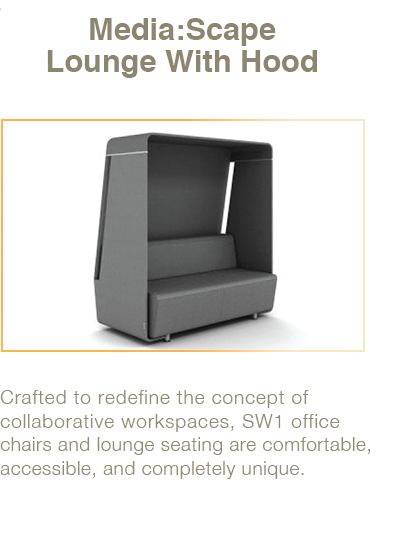 Media:Scape
Lounge With Hood
Crafted to redefine the concept of
collaborative workspaces, SW1 office
chairs and lounge seating are comfortable,
accessible, and completely unique.